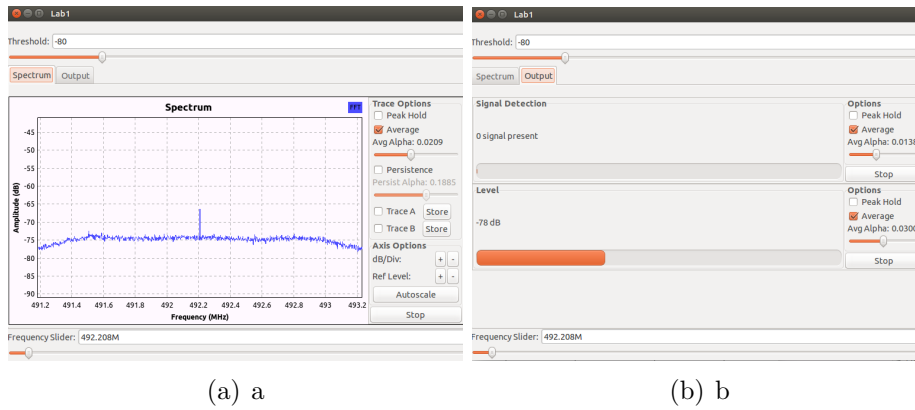 Lab1
Threshold: -80
Spectrum Output
Spectrum
FFT
Amplitude (dB)
-45
-50
-55
-60
-65
-70
-75
-80
-85
-90
491.2 491.4 491.6 491.8 492 492.2 492.4 492.6 492.8 493 493.2
Frequency (MHz)
Trace Options
Peak Hold
Average
Avg Alpha: 0.0209
Persistence
Persist Alpha: 0.1885
Trace A Store
Trace B Store
Axis Options
dB/Div: + -
Ref Level: + -
Autoscale
Stop
Frequency Slider: 492.208M
(a) a
Lab1
Threshold: -80
Spectrum Output
Signal Detection
0 signal present
Options
Peak Hold
Average
Avg Alpha: 0.0138
Stop
Level
-78 dB
Options
Peak Hold
Average
Avg Alpha: 0.0300
Stop
Frequency Slider: 492.208M
(b) b